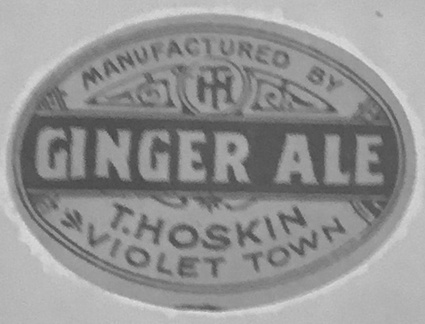 MANUFACTURED BY
TH
GINGER ALE
T. HOSKIN
VIOLET TOWN